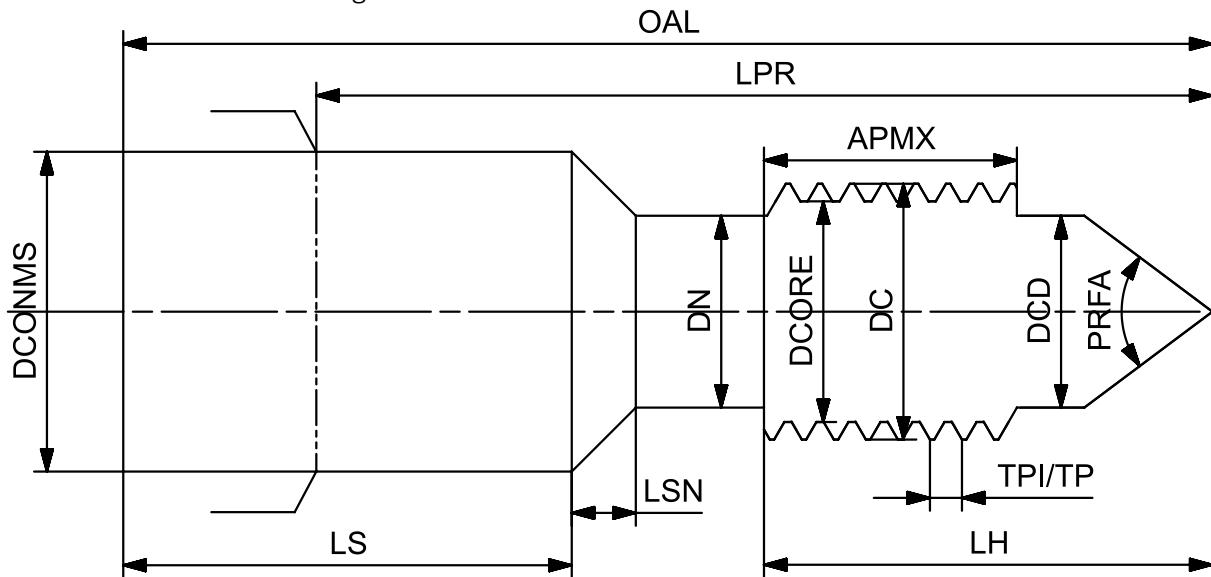 OAL
LPR
APMX
DCONMS
DN
DCORE
DC
DCD
PRFA
LSN
TPI/TP
LS
LH